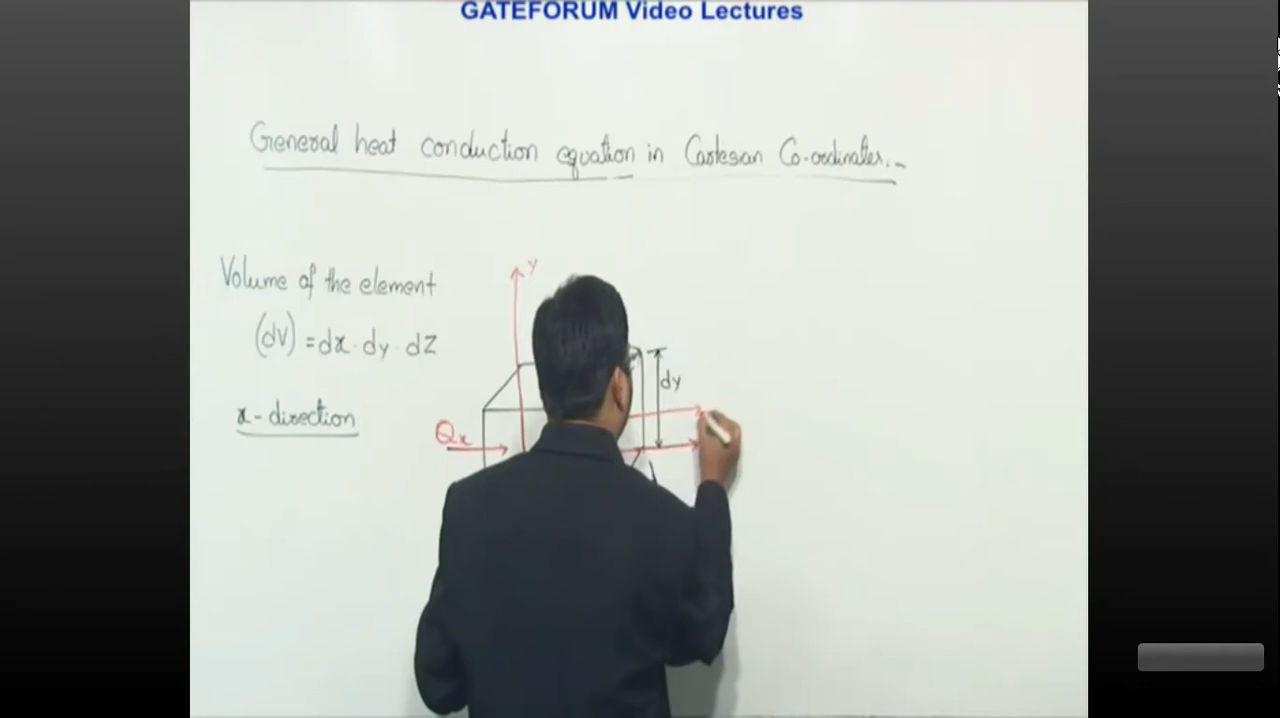 GATEFORUM Video Lectures
General heat conduction equation in Cartesan Co-ordinates.-
Volume of the element
(dV) = dx · dy · dZ
x - direction
Y
dy
Qx